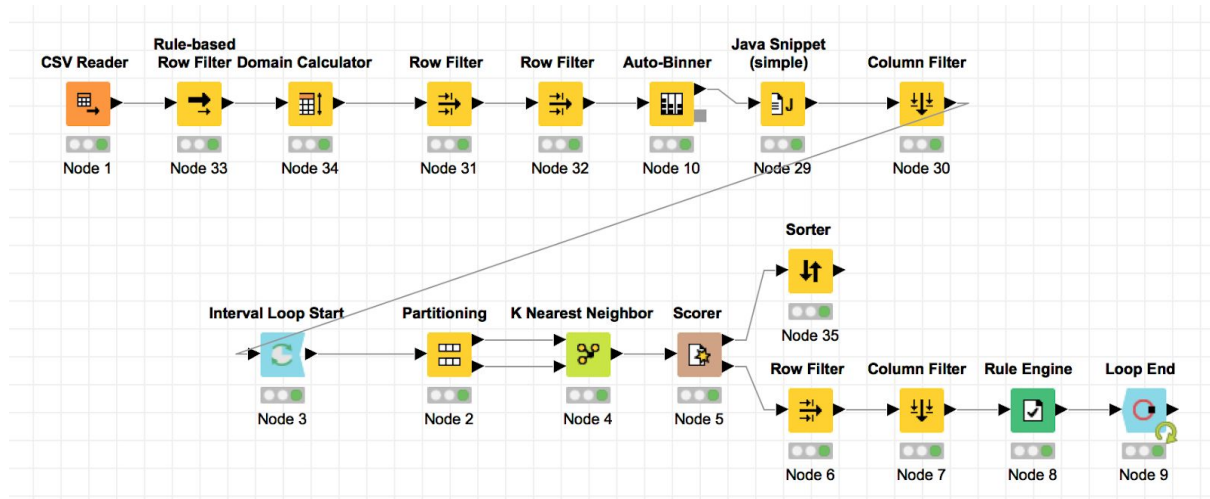 CSV Reader
Rule-based
Row Filter
Domain Calculator
Row Filter
Row Filter
Auto-Binner
Java Snippet
(simple)
Column Filter
J
Node 1
Node 33
Node 34
Node 31
Node 32
Node 10
Node 29
Node 30
Sorter
Node 35
Interval Loop Start
Partitioning
K Nearest Neighbor
Scorer
Node 3
Node 2
Node 4
Node 5
Row Filter
Column Filter
Rule Engine
Loop End
Node 6
Node 7
Node 8
Node 9